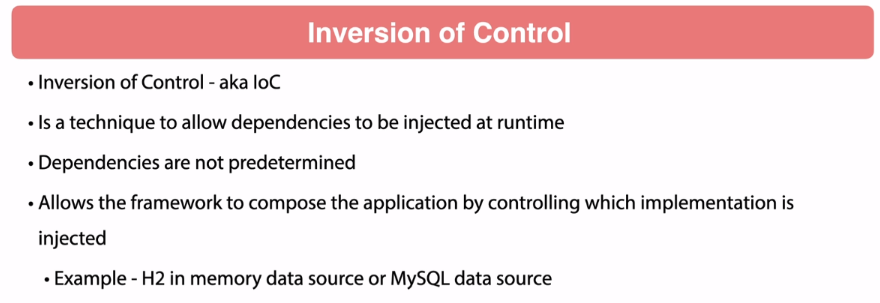 Inversion of Control
• Inversion of Control - aka IoC
• Is a technique to allow dependencies to be injected at runtime
• Dependencies are not predetermined
• Allows the framework to compose the application by controlling which implementation is
injected
• Example - H2 in memory data source or MySQL data source